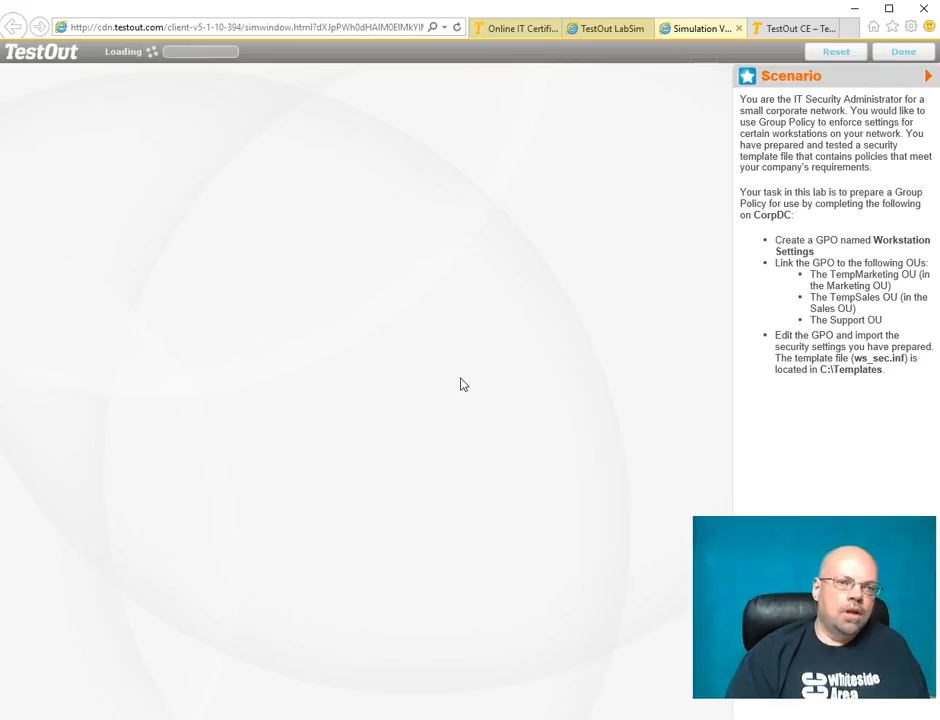 http://cdn.testout.com/client-v5-1-10-394/simwindow.html?dXJpPWh0dHAlM0ElMkYlM
Online IT Certifi...
TestOut LabSim
Simulation V...
TestOut CE – Te...
TestOut
Loading
Reset
Done
Scenario
You are the IT Security Administrator for a
small corporate network. You would like to
use Group Policy to enforce settings for
certain workstations on your network. You
have prepared and tested a security
template file that contains policies that meet
your company's requirements.
Your task in this lab is to prepare a Group
Policy for use by completing the following
on CorpDC:
▪ Create a GPO named Workstation
Settings
▪ Link the GPO to the following OUs:
▪ The TempMarketing OU (in
the Marketing OU)
▪ The TempSales OU (in the
Sales OU)
▪ The Support OU
▪ Edit the GPO and import the
security settings you have prepared.
The template file (ws_sec.inf) is
located in C:\Templates.
Whiteside
Area